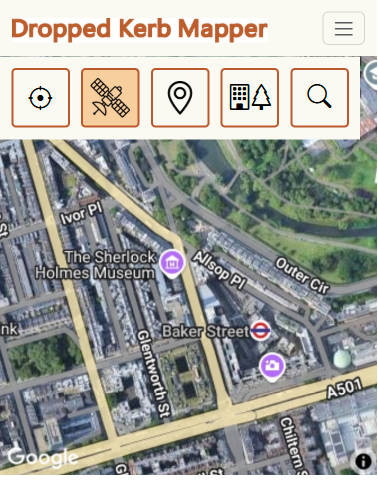 Dropped Kerb Mapper
Ivor Pl
The Sherlock
Holmes Museum
Allsop Pl
Outer Cir
nk
Baker Street
Glentworth St
A501
Chiltern S
Gl
Google